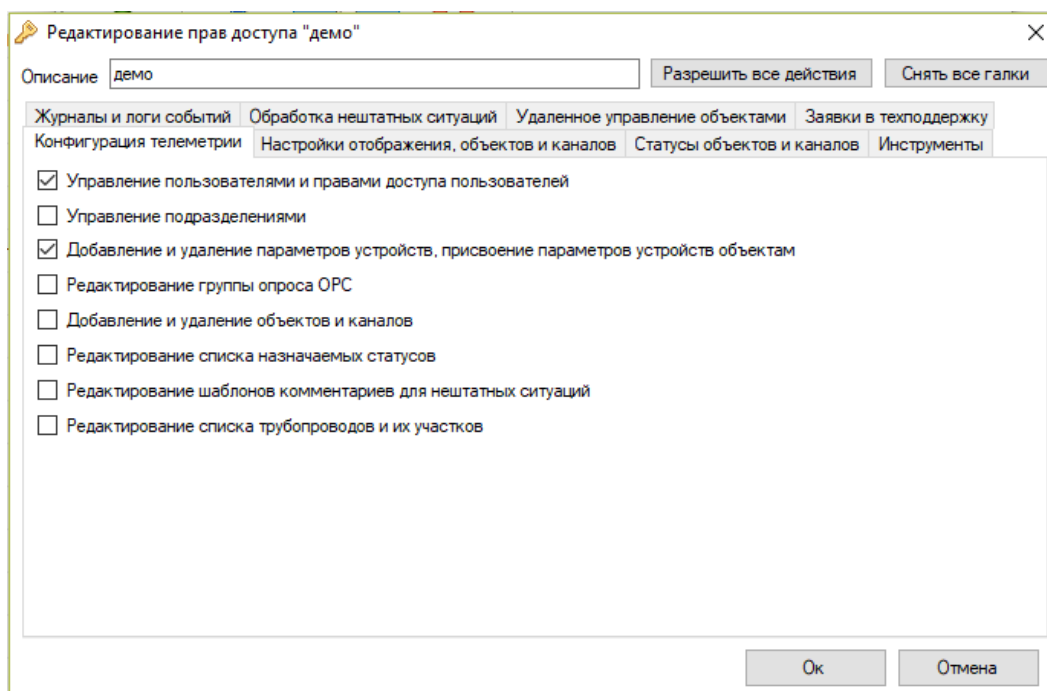 Редактирование прав доступа "демо"
Описание демо Разрешить все действия Снять все галки
Журналы и логи событий Обработка нештатных ситуаций Удаленное управление объектами Заявки в техподдержку
Конфигурация телеметрии Настройки отображения, объектов и каналов Статусы объектов и каналов Инструменты
Управление пользователями и правами доступа пользователей
Управление подразделениями
Добавление и удаление параметров устройств, присвоение параметров устройств объектам
Редактирование группы опроса ОРС
Добавление и удаление объектов и каналов
Редактирование списка назначаемых статусов
Редактирование шаблонов комментариев для нештатных ситуаций
Редактирование списка трубопроводов и их участков
Ок Отмена